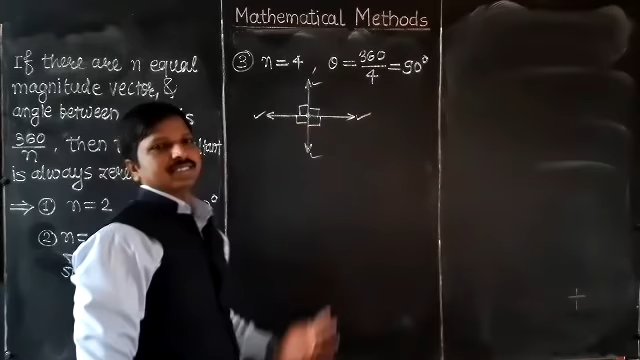 Mathematical Methods
If there are n equal
magnitude vector, &
angle between is
360/n, then
is always zero
⇒ ① n = 2
② n =
③ n = 4 , θ = 360/4 = 90°